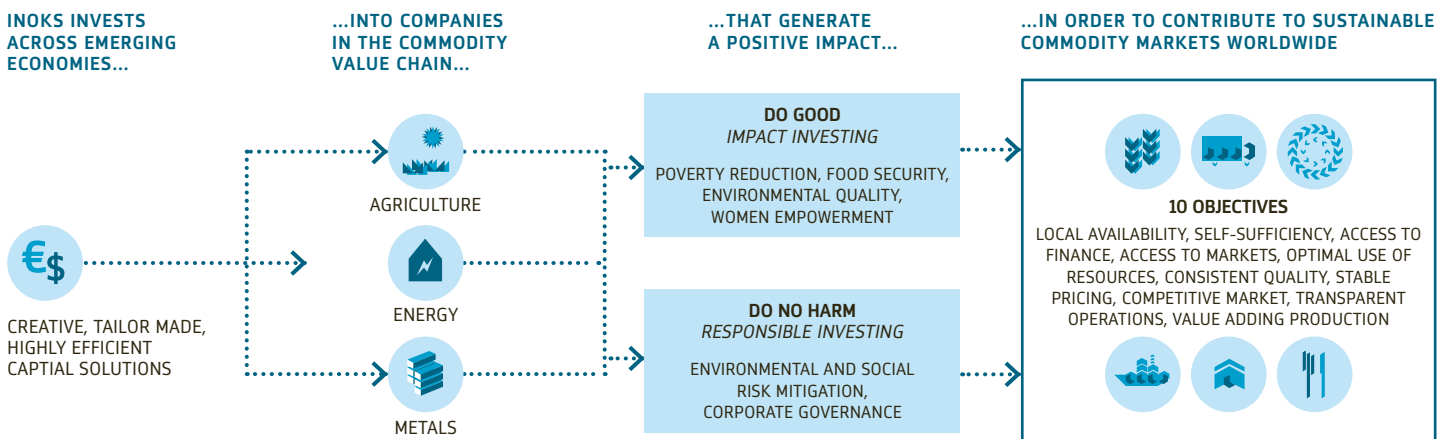 INOKS INVESTS
ACROSS EMERGING
ECONOMIES...
...INTO COMPANIES
IN THE COMMODITY
VALUE CHAIN...
...THAT GENERATE
A POSITIVE IMPACT...
...IN ORDER TO CONTRIBUTE TO SUSTAINABLE
COMMODITY MARKETS WORLDWIDE
€$
CREATIVE, TAILOR MADE,
HIGHLY EFFICIENT
CAPTIAL SOLUTIONS
AGRICULTURE
ENERGY
METALS
DO GOOD
IMPACT INVESTING
POVERTY REDUCTION, FOOD SECURITY,
ENVIRONMENTAL QUALITY,
WOMEN EMPOWERMENT
DO NO HARM
RESPONSIBLE INVESTING
ENVIRONMENTAL AND SOCIAL
RISK MITIGATION,
CORPORATE GOVERNANCE
10 OBJECTIVES
LOCAL AVAILABILITY, SELF-SUFFICIENCY, ACCESS TO
FINANCE, ACCESS TO MARKETS, OPTIMAL USE OF
RESOURCES, CONSISTENT QUALITY, STABLE
PRICING, COMPETITIVE MARKET, TRANSPARENT
OPERATIONS, VALUE ADDING PRODUCTION